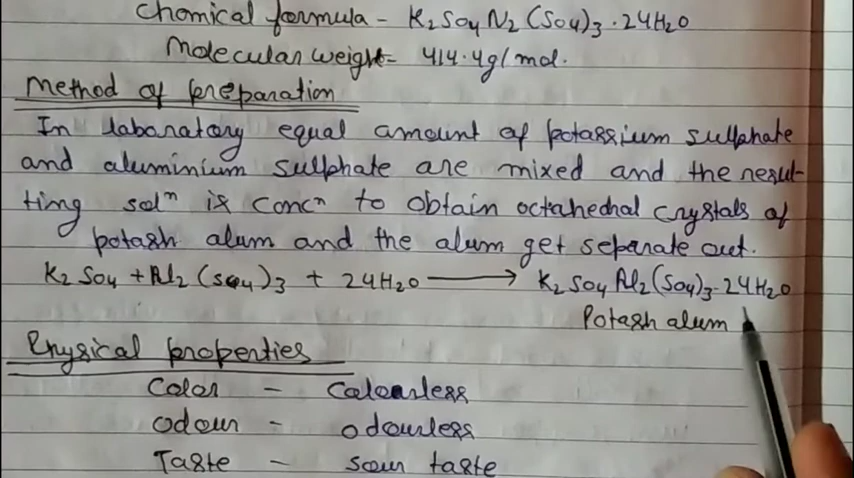 Chemical formula - K₂SO₄ N₂ (SO₄)₃ · 24H₂O
Molecular weight = 414.4g/mol.
Method of preparation
In labonatory equal amount of potassium sulphate
and aluminium sulphate are mixed and the resul-
ting solⁿ is concⁿ to obtain octahedral crystals of
potash alum and the alum get separate out.
K₂SO₄ + Al₂(SO₄)₃ + 24H₂O ⟶ K₂SO₄ Al₂(SO₄)₃·24H₂O
Potash alum
Physical properties
Color - Colourless
Odour - odourless
Taste - sour taste